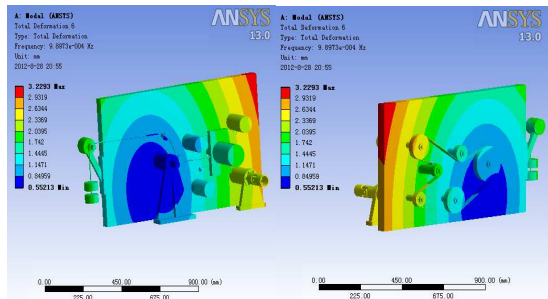 A: Modal (ANSYS)
Total Deformation 6
Type: Total Deformation
Frequency: 9.8973e-004 Hz
Unit: mm
2012-8-28 20:55
ANSYS
13.0
3.2293 Max
2.9319
2.6344
2.3369
2.0395
1.742
1.4445
1.1471
0.84959
0.55213 Min
0.00
450.00
900.00 (mm)
225.00
675.00
A: Modal (ANSYS)
Total Deformation 6
Type: Total Deformation
Frequency: 9.8973e-004 Hz
Unit: mm
2012-8-28 20:55
ANSYS
13.0
3.2293 Max
2.9319
2.6344
2.3369
2.0395
1.742
1.4445
1.1471
0.84959
0.55213 Min
0.00
450.00
900.00 (mm)
225.00
675.00